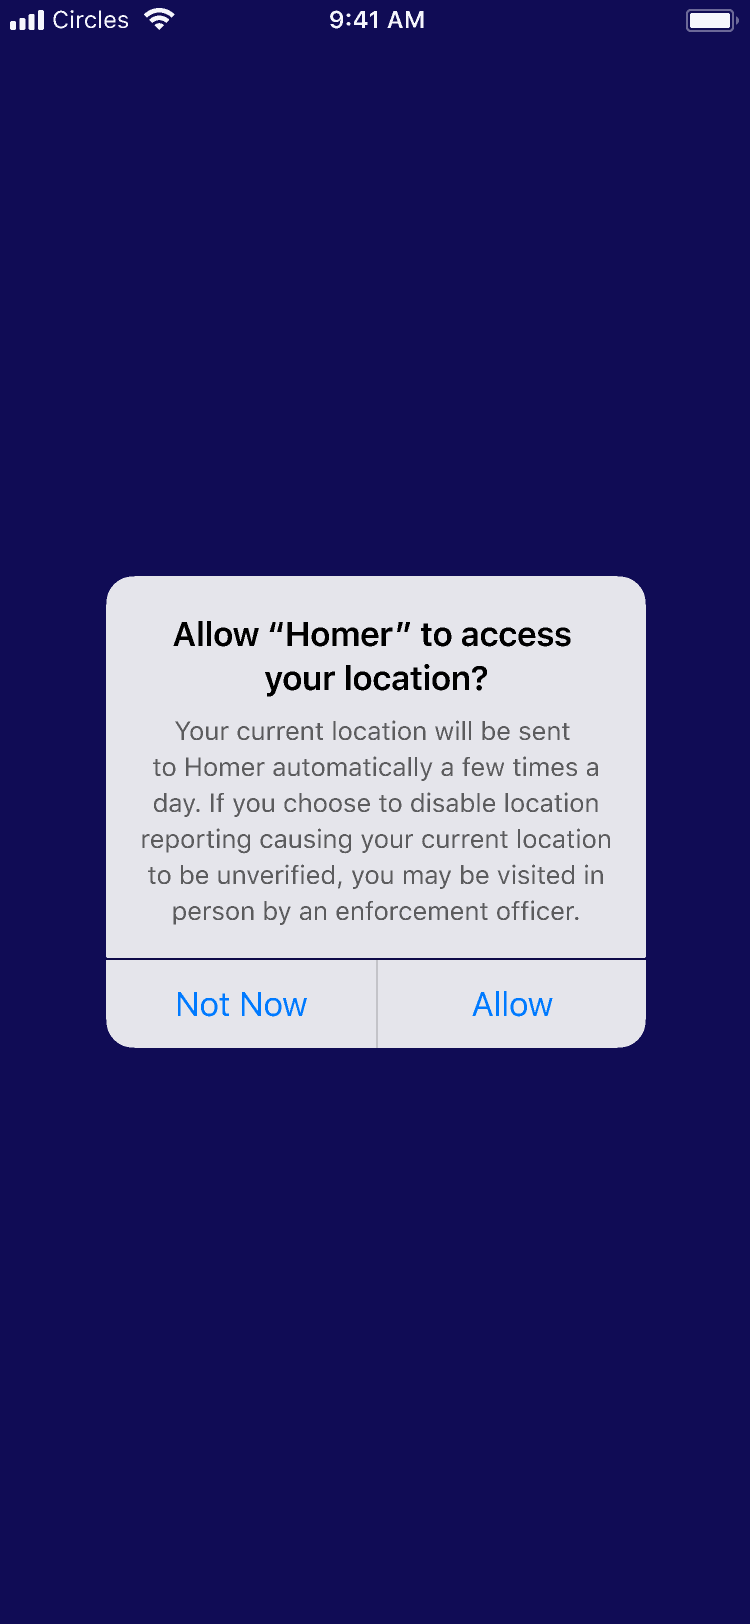 Circles
9:41 AM
Allow “Homer” to access
your location?
Your current location will be sent
to Homer automatically a few times a
day. If you choose to disable location
reporting causing your current location
to be unverified, you may be visited in
person by an enforcement officer.
Not Now
Allow